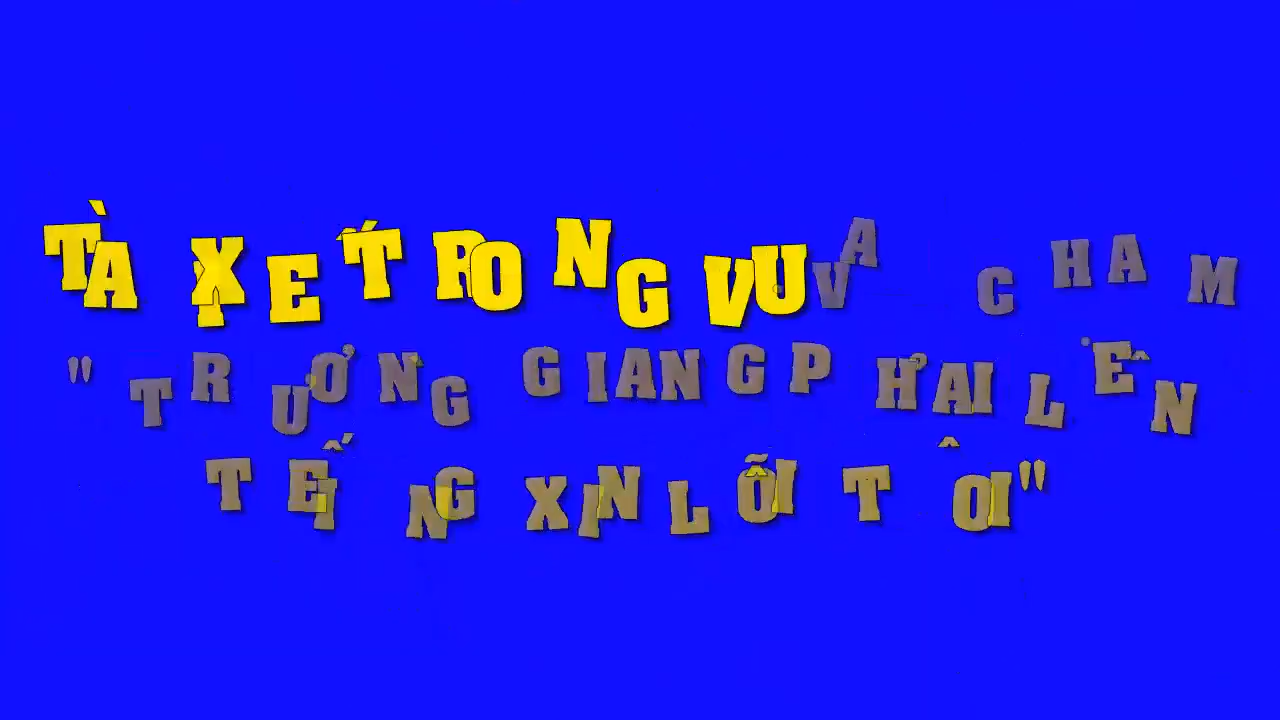 TÀI XẾ TRONG VỤ VA CHẠM
"TRƯỜNG GIANG PHẢI LÊN
TIẾNG XIN LỖI TÔI"